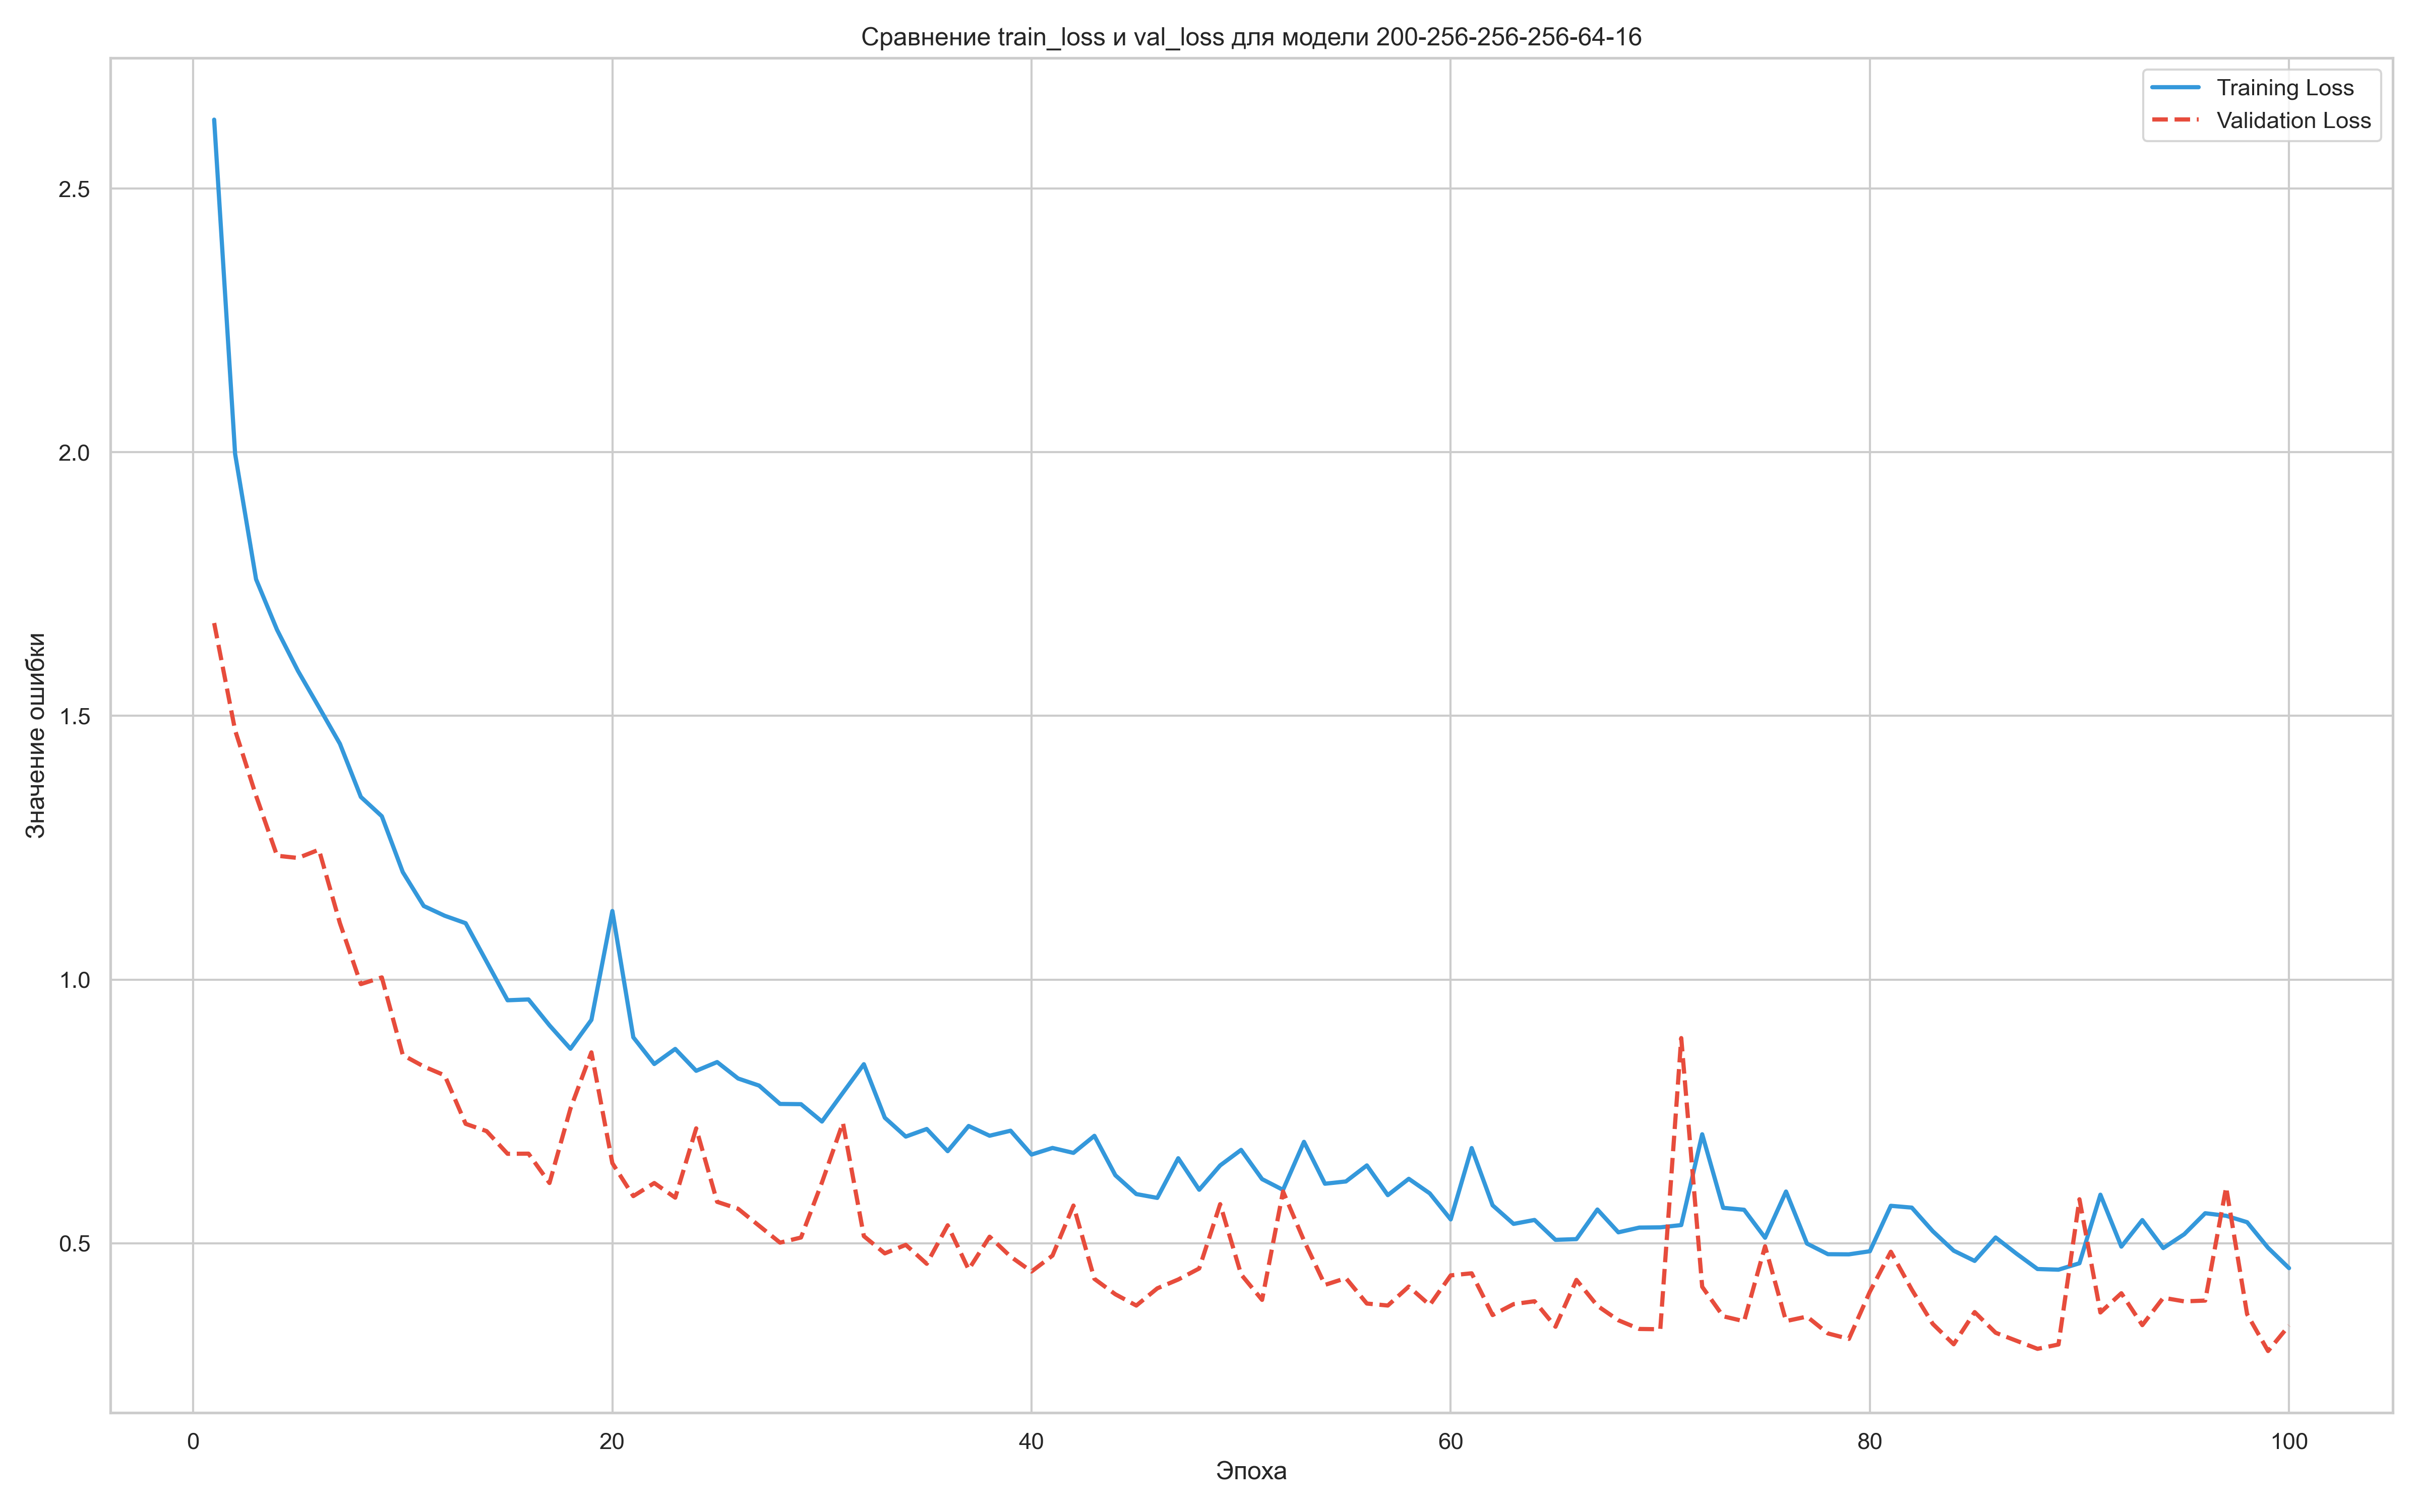 Сравнение train_loss и val_loss для модели 200-256-256-256-64-16
Training Loss
Validation Loss
2.5
2.0
1.5
1.0
0.5
Значение ошибки
0
20
40
60
80
100
Эпоха